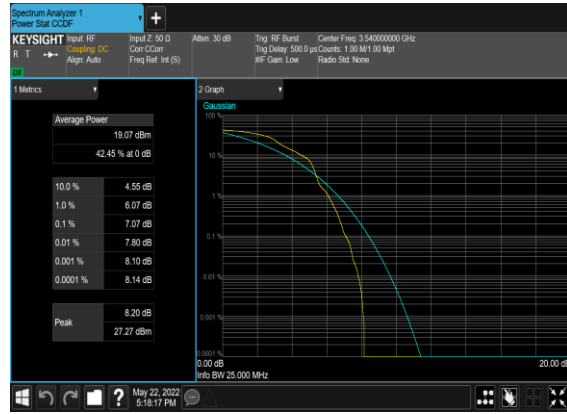 Spectrum Analyzer 1
Power Stat CCDF
KEYSIGHT
R T
Input: RF
Coupling: DC
Align: Auto
Input Z: 50 Ω
Corr CCorr
Freq Ref: Int (S)
Atten: 30 dB
Trig: RF Burst
Trig Delay: 500.0 µs
#IF Gain: Low
Center Freq: 3.540000000 GHz
Counts: 1.00 M/1.00 Mpt
Radio Std: None
1 Metrics
Average Power
19.07 dBm
42.45 % at 0 dB
10.0 % 4.55 dB
1.0 % 6.07 dB
0.1 % 7.07 dB
0.01 % 7.80 dB
0.001 % 8.10 dB
0.0001 % 8.14 dB
Peak
8.20 dB
27.27 dBm
2 Graph
Gaussian
100 %
10 %
1 %
0.1 %
0.01 %
0.001 %
0.0001 %
0.00 dB
20.00 dB
Info BW 25.000 MHz
May 22, 2022
5:18:17 PM